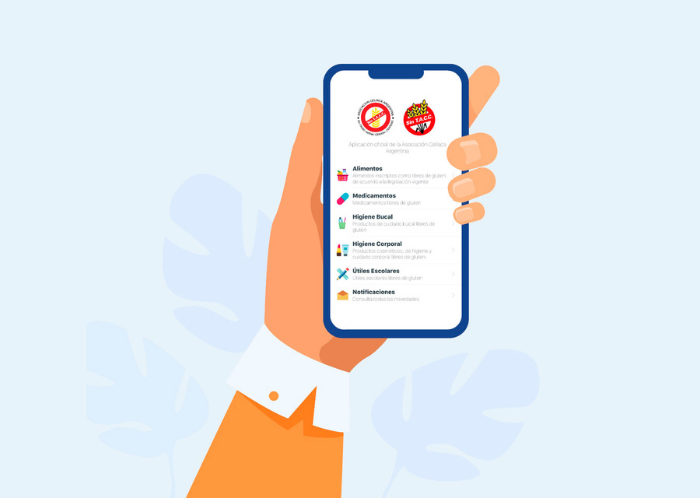 Sin T.A.C.C.
Aplicación oficial de la Asociación Celíaca
Argentina
Alimentos
Alimentos inscriptos como libres de gluten
de acuerdo a la legislación vigente
Medicamentos
Medicamentos libres de gluten
Higiene Bucal
Productos de cuidado bucal libres de
gluten
Higiene Corporal
Productos cosméticos, de higiene y
cuidado corporal libres de gluten
Útiles Escolares
Útiles escolares libres de gluten
Notificaciones
Consultá todas las novedades